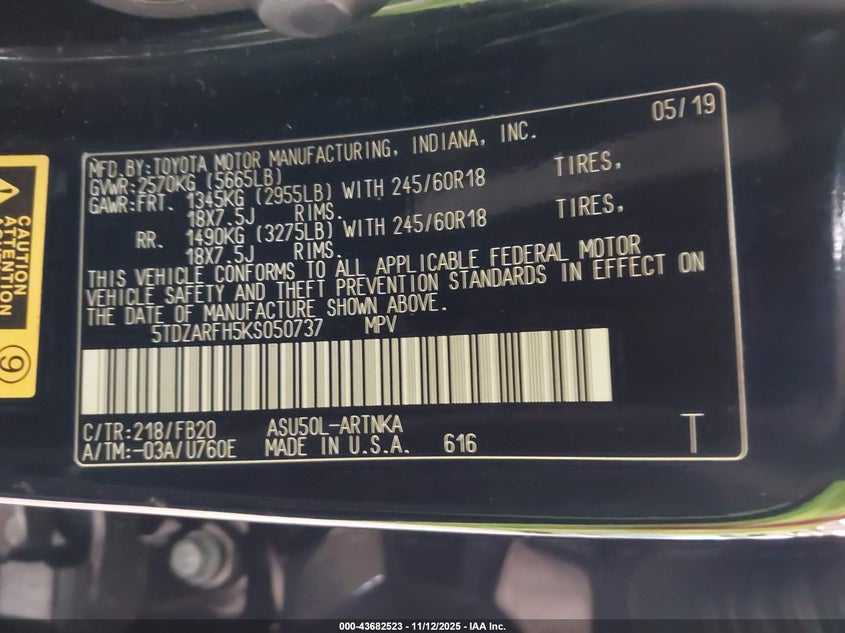 05/19
MFD.BY:TOYOTA MOTOR MANUFACTURING, INDIANA, INC.
GVWR:2570KG (5665LB)
GAWR:FRT. 1345KG (2955LB) WITH 245/60R18 TIRES,
18X7.5J RIMS.
RR. 1490KG (3275LB) WITH 245/60R18 TIRES,
18X7.5J RIMS.
THIS VEHICLE CONFORMS TO ALL APPLICABLE FEDERAL MOTOR
VEHICLE SAFETY AND THEFT PREVENTION STANDARDS IN EFFECT ON
THE DATE OF MANUFACTURE SHOWN ABOVE.
5TDZARFH5KS050737 MPV
C/TR:218/FB20 ASU50L-ARTNKA
A/TM:-03A/U760E MADE IN U.S.A. 616 T
CAUTION
ATTENTION
9
000-43682523 - 11/12/2025 - IAA Inc.